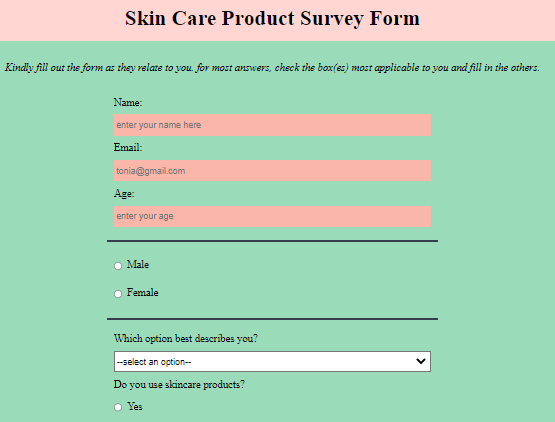 Skin Care Product Survey Form
Kindly fill out the form as they relate to you. for most answers, check the box(es) most applicable to you and fill in the others.
Name:
enter your name here
Email:
tonia@gmail.com
Age:
enter your age
Male
Female
Which option best describes you?
--select an option--
Do you use skincare products?
Yes